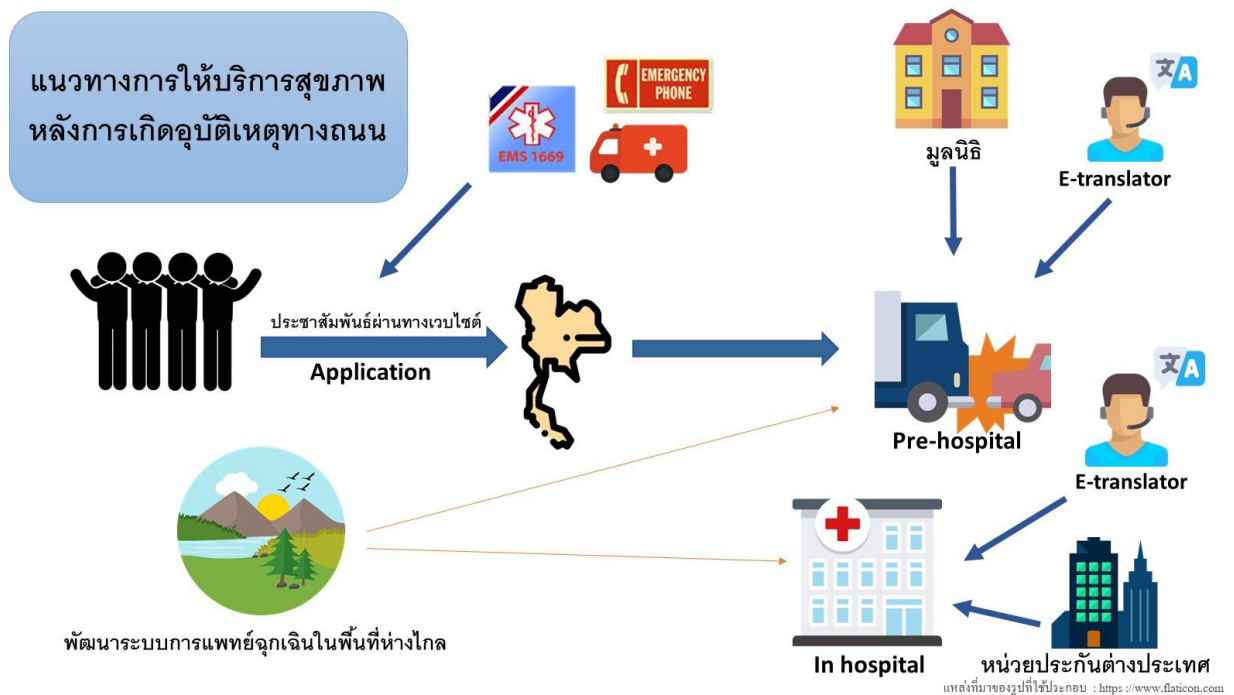 แนวทางการให้บริการสุขภาพ
หลังการเกิดอุบัติเหตุทางถนน
EMS 1669
EMERGENCY
PHONE
มูลนิธิ
文A
E-translator
ประชาสัมพันธ์ผ่านทางเวบไซต์
Application
Pre-hospital
文A
E-translator
พัฒนาระบบการแพทย์ฉุกเฉินในพื้นที่ห่างไกล
In hospital
หน่วยประกันต่างประเทศ
แหล่งที่มาของรูปที่ใช้ประกอบ : https://www.flaticon.com